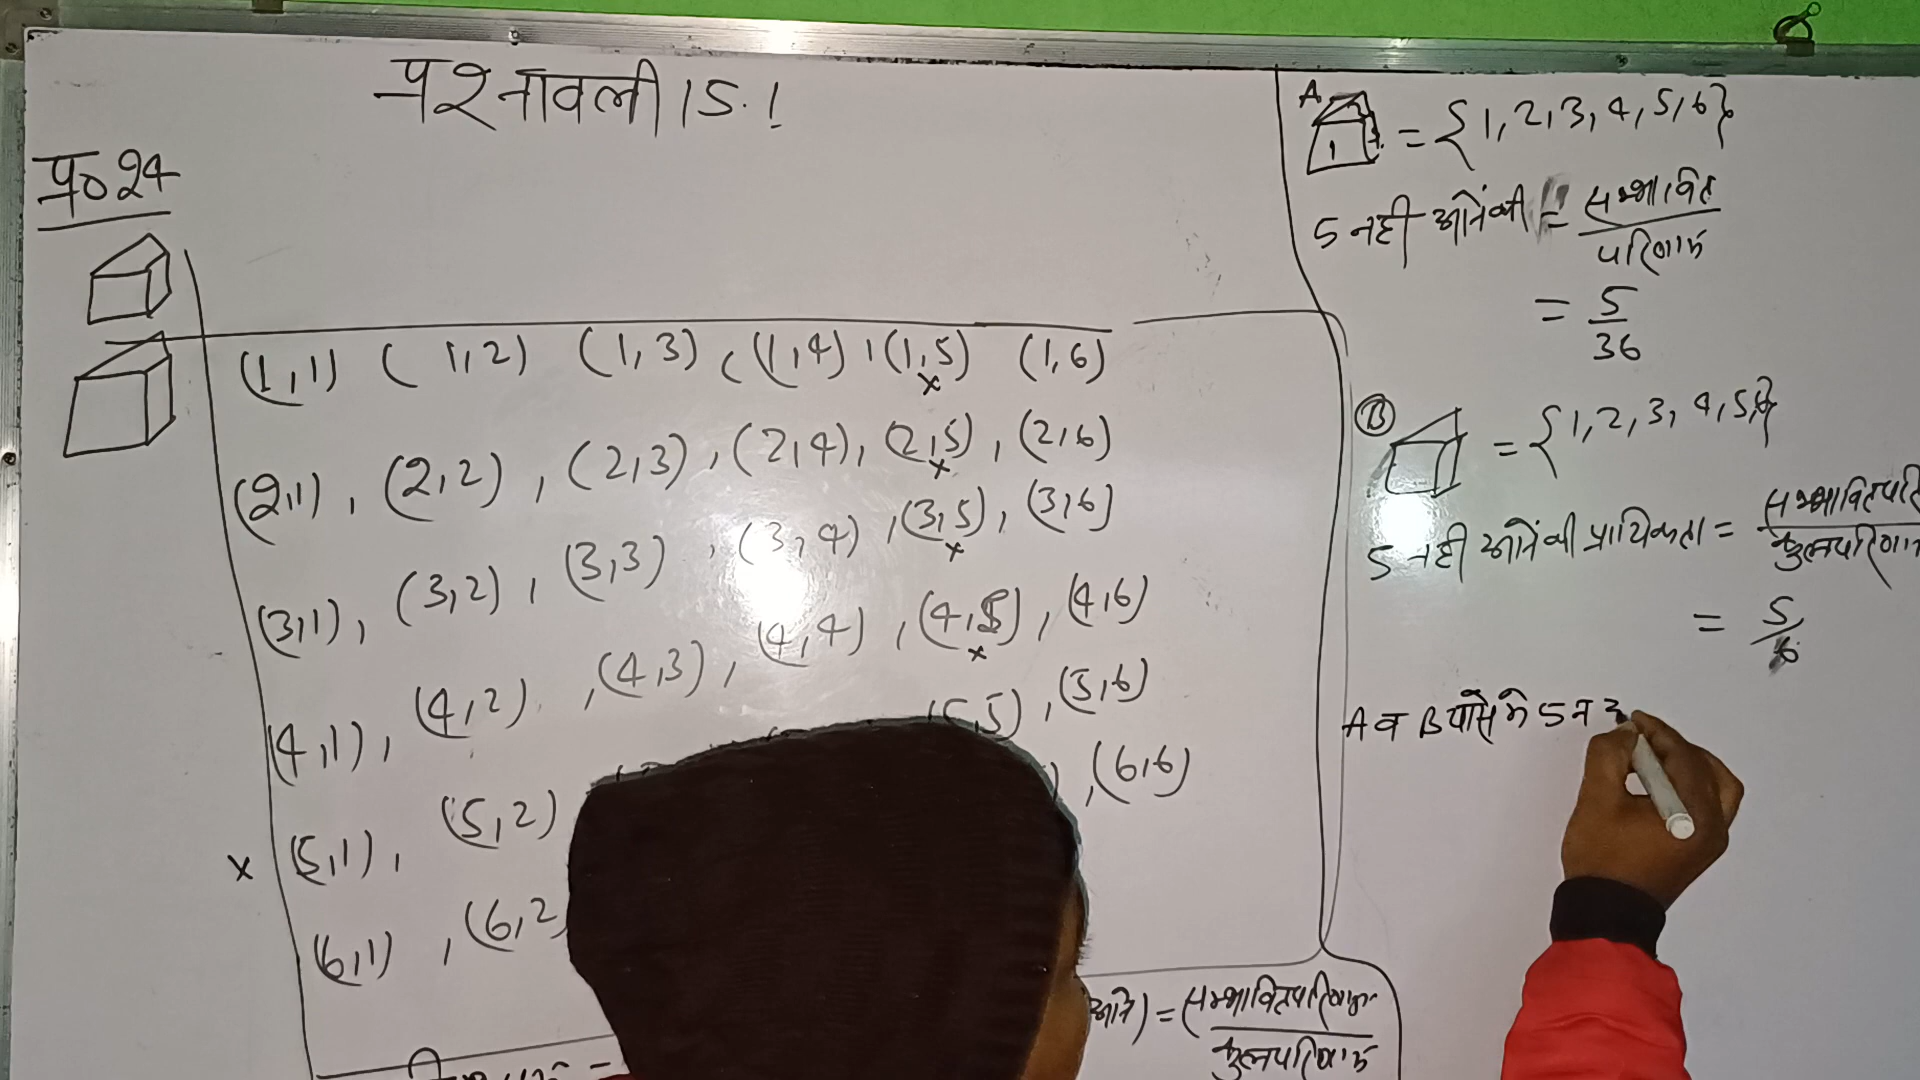 प्रश्नावली 15.1
प्र० 24
(1,1) (1,2) (1,3) ( (1,4) , (1,5) (1,6)
x
(2,1), (2,2), (2,3), (2,4), (2,5), (2,6)
x
(3,1), (3,2), (3,3), (3,4), (3,5), (3,6)
x
(4,1), (4,2), (4,3), (4,4), (4,5), (4,6)
x
x (5,1), (5,2) 5), (5,6)
(6,1), (6,2 , (6,6)
आने) = सम्भावित परिणाम
कुल परिणाम
A
1
= {1,2,3,4,5,6}
5 नही आने की = सम्भावित
परिणाम
= 5
36
B
= {1,2,3,4,5,6}
5 नही आने की प्रायिकता = सम्भावित परि
कुल परिणाम
= 5
6
A व B पासे मे 5 न